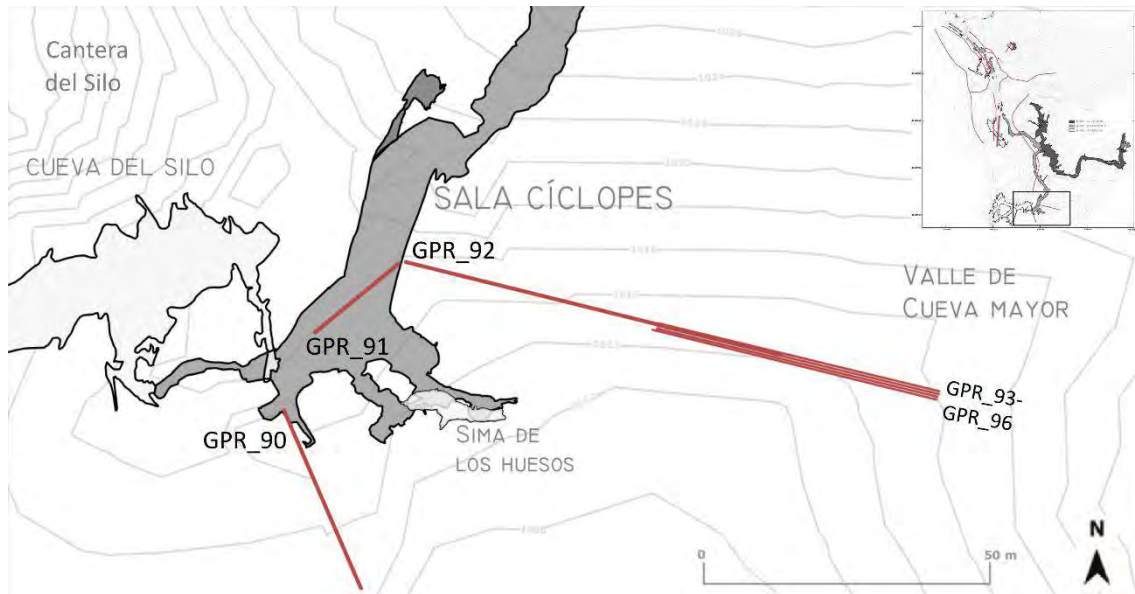 Cantera
del Silo
CUEVA DEL SILO
SALA CÍCLOPES
GPR_92
VALLE DE
CUEVA MAYOR
GPR_91
GPR_93-
GPR_96
GPR_90
SIMA DE
LOS HUESOS
0
50 m
N